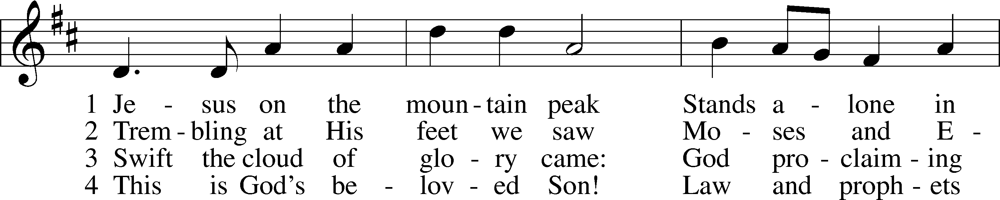 1 Je - sus on the moun - tain peak Stands a - lone in
2 Trem - bling at His feet we saw Mo - ses and E -
3 Swift the cloud of glo - ry came: God pro - claim - ing
4 This is God's be - lov - ed Son! Law and proph - ets